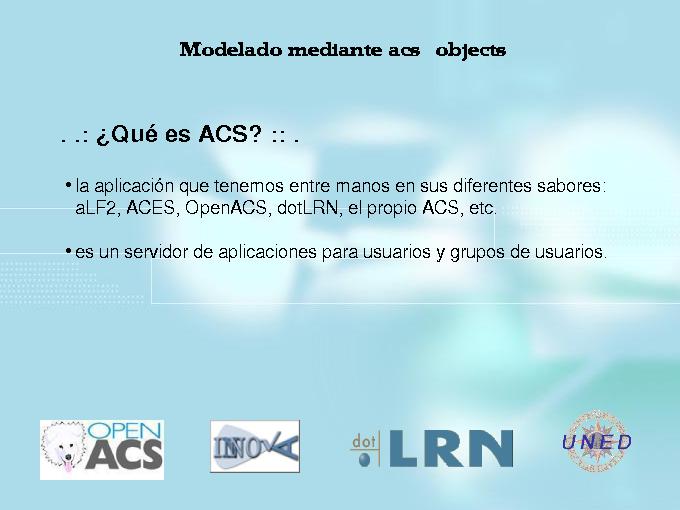 Modelado mediante acs objects
. .: ¿Qué es ACS? :: .
• la aplicación que tenemos entre manos en sus diferentes sabores:
aLF2, ACES, OpenACS, dotLRN, el propio ACS, etc.
• es un servidor de aplicaciones para usuarios y grupos de usuarios.
OPEN
ACS
INNOVA
dot LRN
UNED